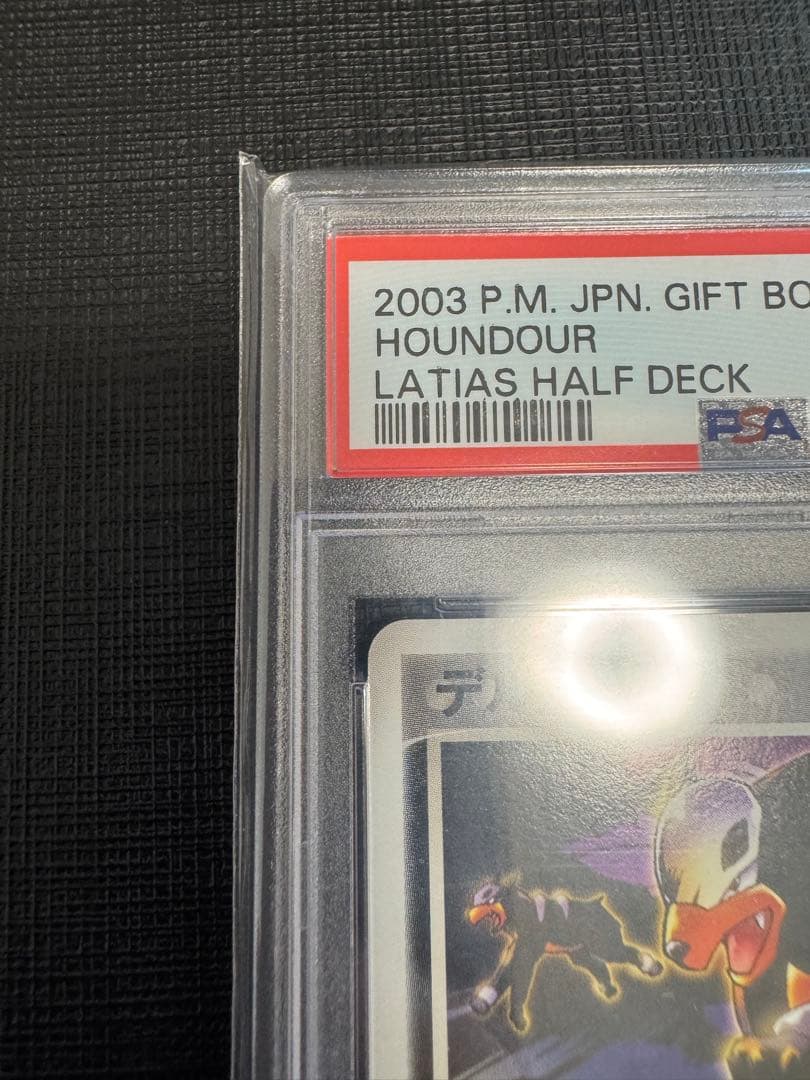 2003 P.M. JPN. GIFT BO
HOUNDOUR
LATIAS HALF DECK
PSA
デ